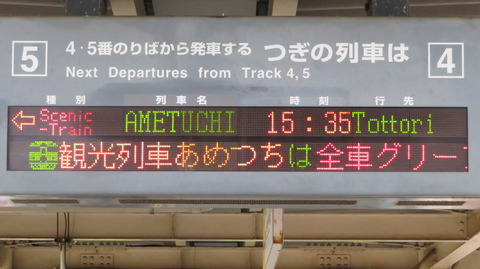 5 4・5番のりばから発車する つぎの列車は 4
Next Departures from Track 4, 5
種別 列車名 時刻 行先
←Scenic-Train AMETUCHI 15：35 Tottori
観光列車あめつちは全車グリー